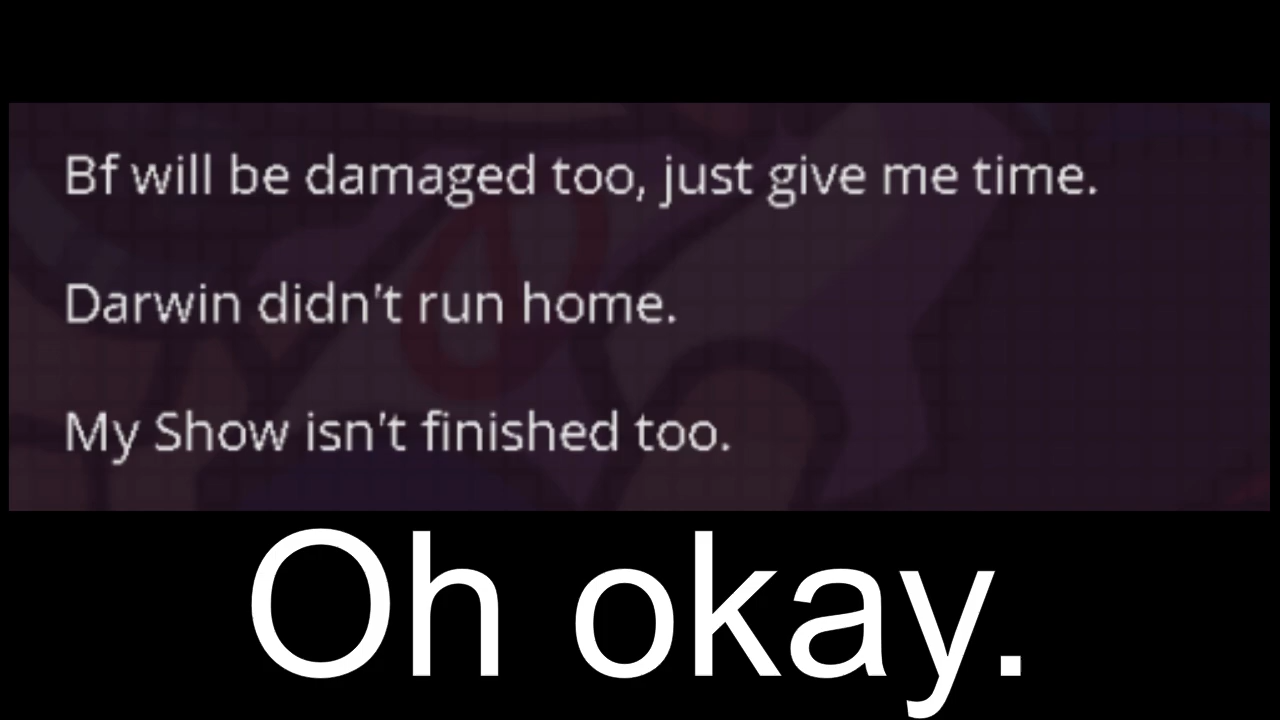 Bf will be damaged too, just give me time.
Darwin didn't run home.
My Show isn't finished too.
Oh okay.